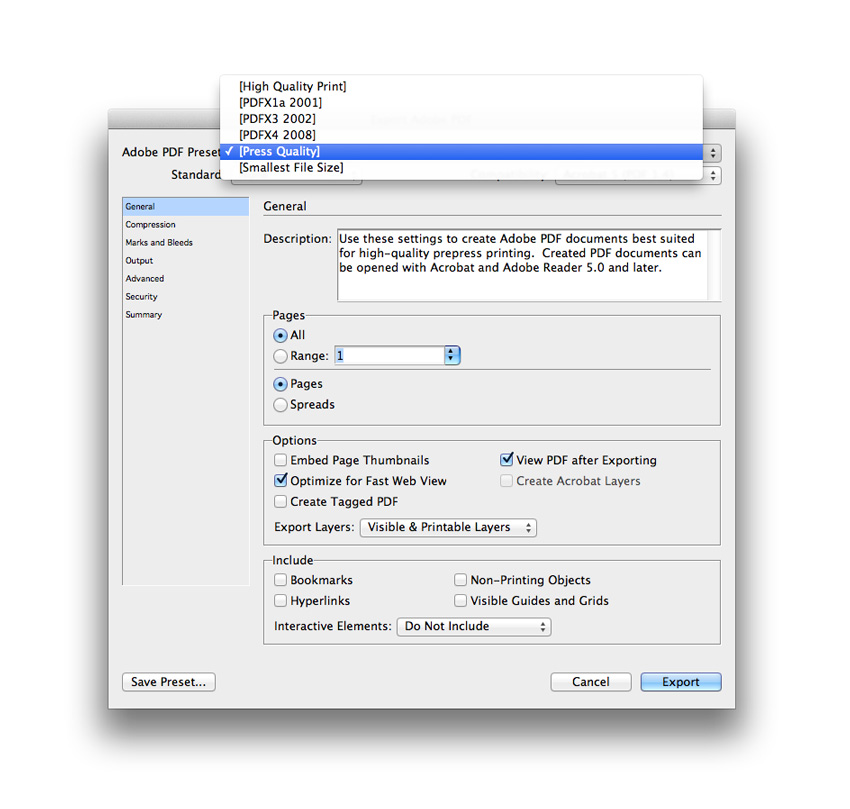 [High Quality Print]
[PDFX1a 2001]
[PDFX3 2002]
[PDFX4 2008]
Adobe PDF Preset ✓ [Press Quality]
Standard [Smallest File Size]
General
Compression
Marks and Bleeds
Output
Advanced
Security
Summary
General
Description: Use these settings to create Adobe PDF documents best suited
for high-quality prepress printing. Created PDF documents can
be opened with Acrobat and Adobe Reader 5.0 and later.
Pages
All
Range: 1
Pages
Spreads
Options
Embed Page Thumbnails View PDF after Exporting
Optimize for Fast Web View Create Acrobat Layers
Create Tagged PDF
Export Layers: Visible & Printable Layers
Include
Bookmarks Non-Printing Objects
Hyperlinks Visible Guides and Grids
Interactive Elements: Do Not Include
Save Preset... Cancel Export